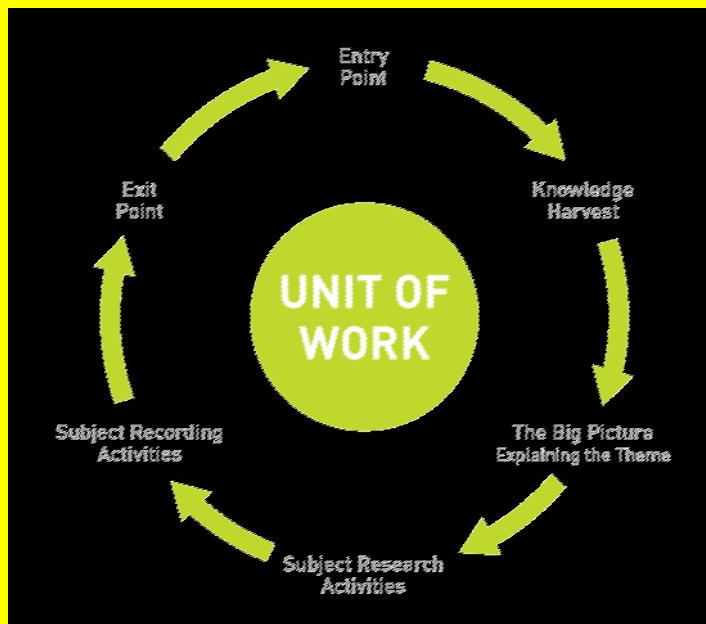 Entry
Point
Knowledge
Harvest
The Big Picture
Explaining the Theme
Subject Research
Activities
Subject Recording
Activities
Exit
Point
UNIT OF
WORK